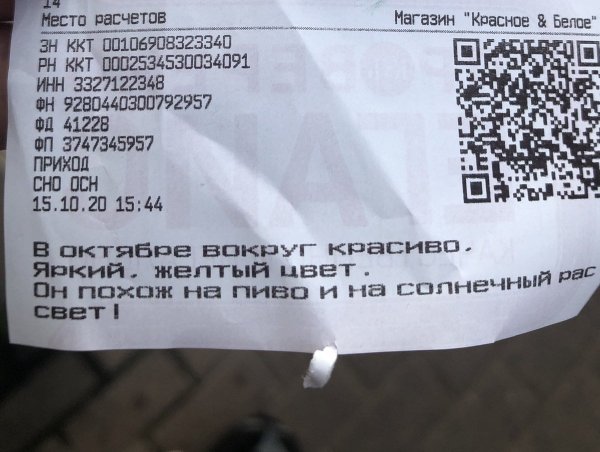 14
Место расчетов Магазин "Красное & Белое"
ЗН ККТ 00106908323340
РН ККТ 0002534530034091
ИНН 3327122348
ФН 9280440300792957
ФД 41228
ФП 3747345957
ПРИХОД
СНО ОСН
15.10.20 15:44
В октябре вокруг красиво.
Яркий. желтый цвет.
Он похож на пиво и на солнечный рас
свет!